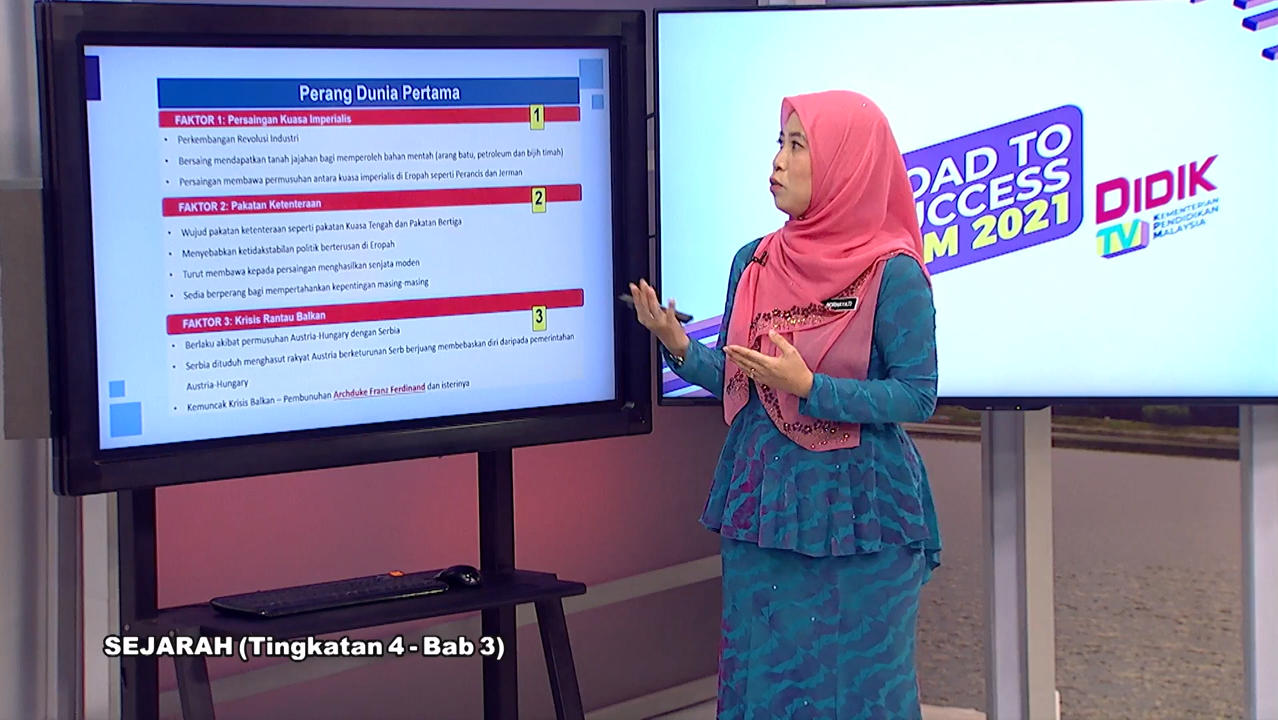 Perang Dunia Pertama
FAKTOR 1: Persaingan Kuasa Imperialis
1
• Perkembangan Revolusi Industri
• Bersaing mendapatkan tanah jajahan bagi memperoleh bahan mentah (arang batu, petroleum dan bijih timah)
• Persaingan membawa permusuhan antara kuasa imperialis di Eropah seperti Perancis dan Jerman
FAKTOR 2: Pakatan Ketenteraan
2
• Wujud pakatan ketenteraan seperti pakatan Kuasa Tengah dan Pakatan Bertiga
• Menyebabkan ketidakstabilan politik berterusan di Eropah
• Turut membawa kepada persaingan menghasilkan senjata moden
• Sedia berperang bagi mempertahankan kepentingan masing-masing
FAKTOR 3: Krisis Rantau Balkan
3
• Berlaku akibat permusuhan Austria-Hungary dengan Serbia
• Serbia dituduh menghasut rakyat Austria berketurunan Serb berjuang membebaskan diri daripada pemerintahan
Austria-Hungary
• Kemuncak Krisis Balkan – Pembunuhan Archduke Franz Ferdinand dan isterinya
OAD TO
UCCESS
M 2021
DIDIK
TV
KEMENTERIAN
PENDIDIKAN
MALAYSIA
NORHAYATI
SEJARAH (Tingkatan 4 - Bab 3)